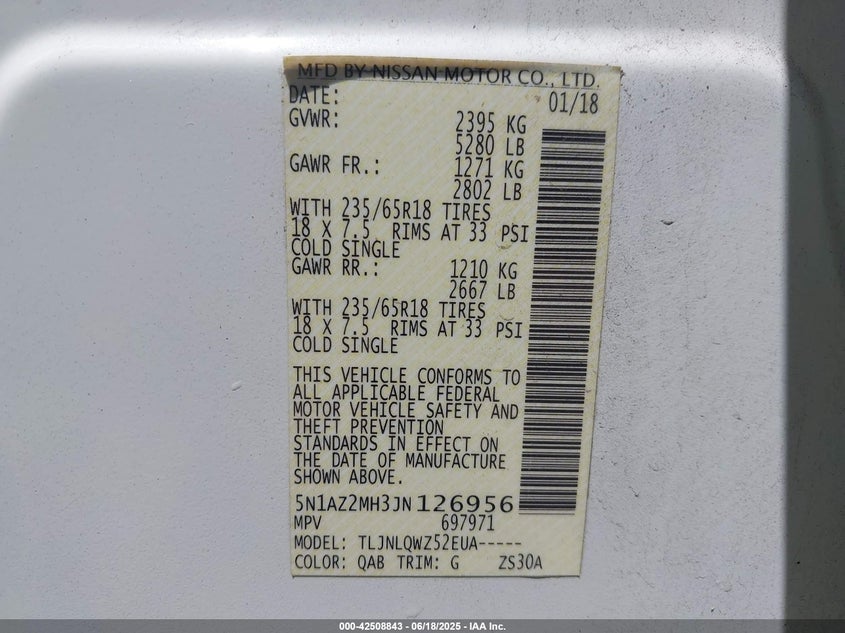 MFD BY NISSAN MOTOR CO., LTD.
DATE: 01/18
GVWR: 2395 KG
5280 LB
GAWR FR.: 1271 KG
2802 LB
WITH 235/65R18 TIRES
18 X 7.5 RIMS AT 33 PSI
COLD SINGLE
GAWR RR.: 1210 KG
2667 LB
WITH 235/65R18 TIRES
18 X 7.5 RIMS AT 33 PSI
COLD SINGLE
THIS VEHICLE CONFORMS TO
ALL APPLICABLE FEDERAL
MOTOR VEHICLE SAFETY AND
THEFT PREVENTION
STANDARDS IN EFFECT ON
THE DATE OF MANUFACTURE
SHOWN ABOVE.
5N1AZ2MH3JN126956
MPV 697971
MODEL: TLJNLQWZ52EUA-----
COLOR: QAB TRIM: G ZS30A
000-42508843 - 06/18/2025 - IAA Inc.